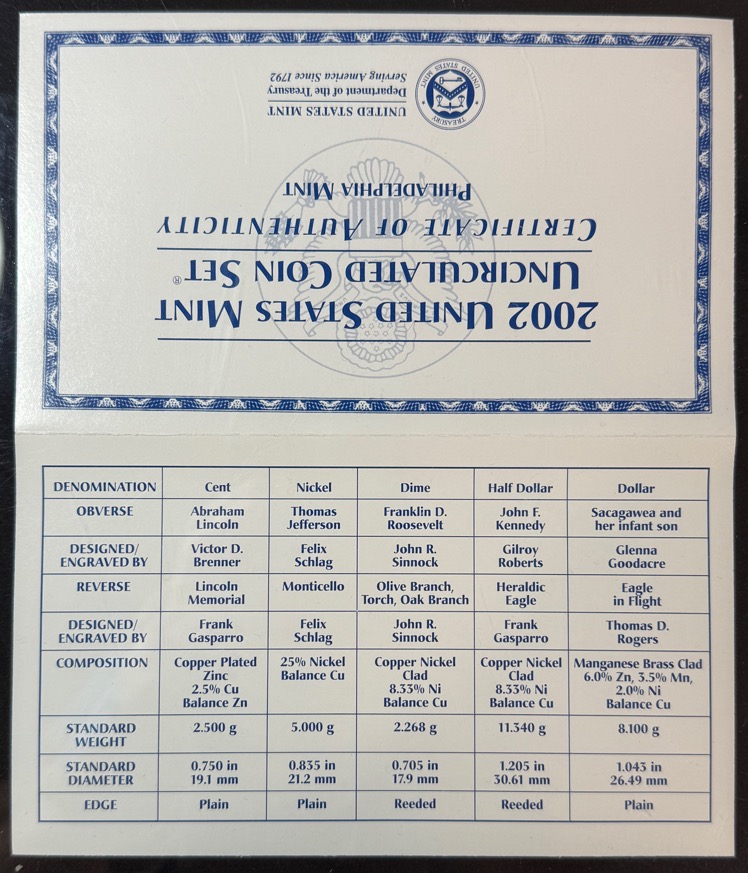 2002 UNITED STATES MINT
UNCIRCULATED COIN SET®
CERTIFICATE OF AUTHENTICITY
PHILADELPHIA MINT
UNITED STATES MINT
Department of the Treasury
Serving America Since 1792
TREASURY
UNITED STATES MINT
DENOMINATION Cent Nickel Dime Half Dollar Dollar
OBVERSE Abraham Thomas Franklin D. John F. Sacagawea and
Lincoln Jefferson Roosevelt Kennedy her infant son
DESIGNED/ Victor D. Felix John R. Gilroy Glenna
ENGRAVED BY Brenner Schlag Sinnock Roberts Goodacre
REVERSE Lincoln Monticello Olive Branch, Heraldic Eagle
Memorial Torch, Oak Branch Eagle in Flight
DESIGNED/ Frank Felix John R. Frank Thomas D.
ENGRAVED BY Gasparro Schlag Sinnock Gasparro Rogers
COMPOSITION Copper Plated 25% Nickel Copper Nickel Copper Nickel Manganese Brass Clad
Zinc Balance Cu Clad Clad 6.0% Zn, 3.5% Mn,
2.5% Cu 8.33% Ni 8.33% Ni 2.0% Ni
Balance Zn Balance Cu Balance Cu Balance Cu
STANDARD 2.500 g 5.000 g 2.268 g 11.340 g 8.100 g
WEIGHT
STANDARD 0.750 in 0.835 in 0.705 in 1.205 in 1.043 in
DIAMETER 19.1 mm 21.2 mm 17.9 mm 30.61 mm 26.49 mm
EDGE Plain Plain Reeded Reeded Plain